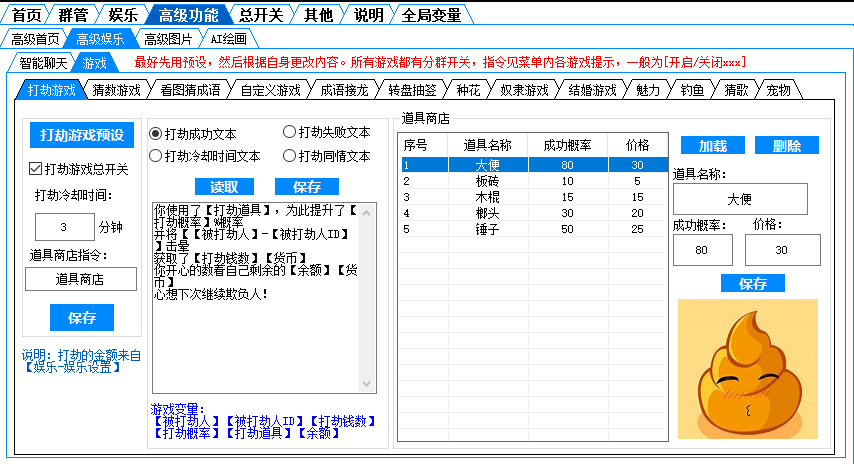 首页 群管 娱乐 高级功能 总开关 其他 说明 全局变量
高级首页 高级娱乐 高级图片 AI绘画
智能聊天 游戏 最好先用预设，然后根据自身更改内容。所有游戏都有分群开关，指令见菜单内各游戏提示，一般为[开启/关闭xxx]
打劫游戏 猜数游戏 看图猜成语 自定义游戏 成语接龙 转盘抽签 种花 奴隶游戏 结婚游戏 魅力 钓鱼 猜歌 宠物
打劫游戏预设
打劫游戏总开关
打劫冷却时间：
3 分钟
道具商店指令：
道具商店
保存
说明：打劫的金额来自
【娱乐-娱乐设置】
打劫成功文本 打劫失败文本
打劫冷却时间文本 打劫同情文本
读取 保存
你使用了【打劫道具】，为此提升了【
打劫概率】%概率
并将【【被打劫人】-【被打劫人ID】
】击晕
获取了【打劫钱数】【货币】
你开心的数着自己剩余的【余额】【货
币】
心想下次继续欺负人！
游戏变量：
【被打劫人】【被打劫人ID】【打劫钱数】
【打劫概率】【打劫道具】【余额】
道具商店
序号 道具名称 成功概率 价格
1 大便 80 30
2 板砖 10 5
3 木棍 15 15
4 榔头 30 20
5 锤子 50 25
加载 删除
道具名称：
大便
成功概率： 价格：
80 30
保存